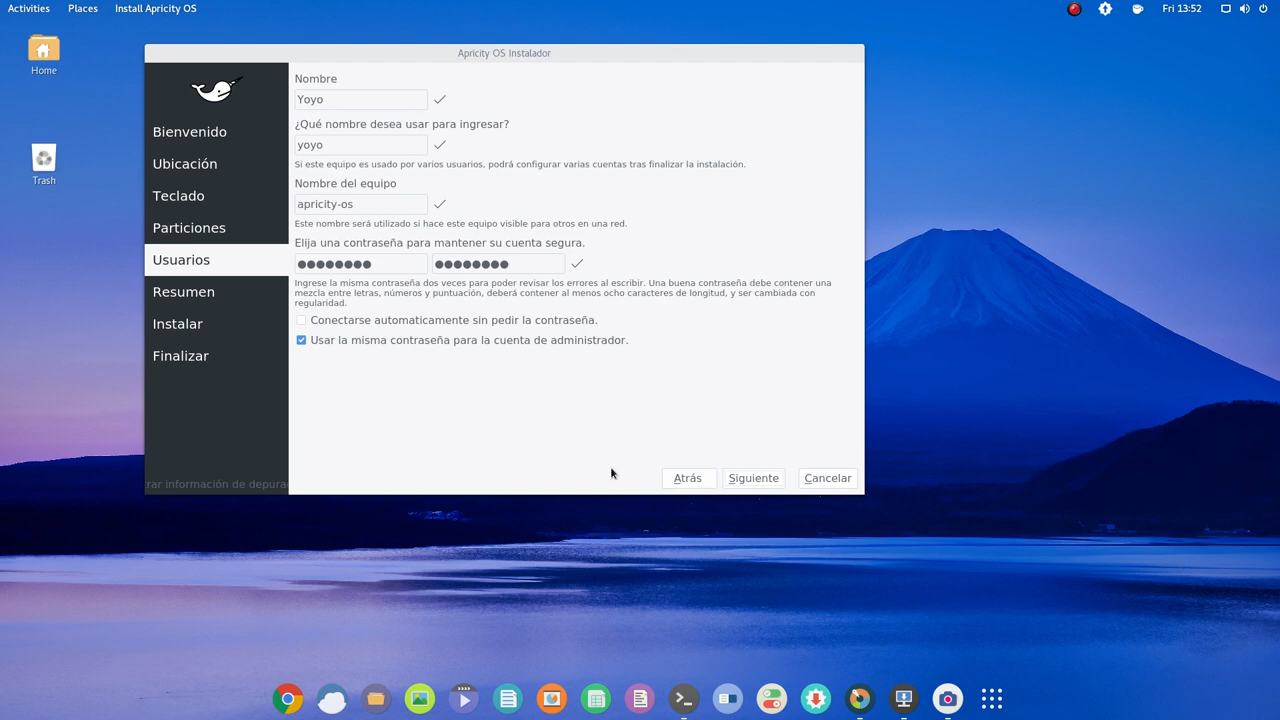 Activities Places Install Apricity OS Fri 13:52
Home
Trash
Apricity OS Instalador
Bienvenido
Ubicación
Teclado
Particiones
Usuarios
Resumen
Instalar
Finalizar
trar información de depura
Nombre
Yoyo
¿Qué nombre desea usar para ingresar?
yoyo
Si este equipo es usado por varios usuarios, podrá configurar varias cuentas tras finalizar la instalación.
Nombre del equipo
apricity-os
Este nombre será utilizado si hace este equipo visible para otros en una red.
Elija una contraseña para mantener su cuenta segura.
Ingrese la misma contraseña dos veces para poder revisar los errores al escribir. Una buena contraseña debe contener una
mezcla entre letras, números y puntuación, deberá contener al menos ocho caracteres de longitud, y ser cambiada con
regularidad.
Conectarse automaticamente sin pedir la contraseña.
Usar la misma contraseña para la cuenta de administrador.
Atrás Siguiente Cancelar